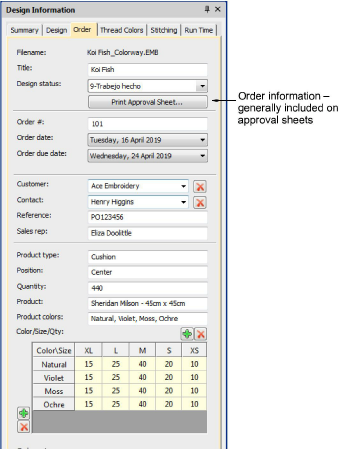 Design Information
Summary Design Order Thread Colors Stitching Run Time
Filename: Koi Fish_Colorway.EMB
Title: Koi Fish
Design status: 9-Trabejo hecho
Print Approval Sheet...
Order information –
generally included on
approval sheets
Order #: 101
Order date: Tuesday, 16 April 2019
Order due date: Wednesday, 24 April 2019
Customer: Ace Embroidery
Contact: Henry Higgins
Reference: PO123456
Sales rep: Eliza Doolittle
Product type: Cushion
Position: Center
Quantity: 440
Product: Sheridan Milson - 45cm x 45cm
Product colors: Natural, Violet, Moss, Ochre
Color/Size/Qty:
Color\Size XL L M S XS
Natural 15 25 40 20 10
Violet 15 25 40 20 10
Moss 15 25 40 20 10
Ochre 15 25 40 20 10